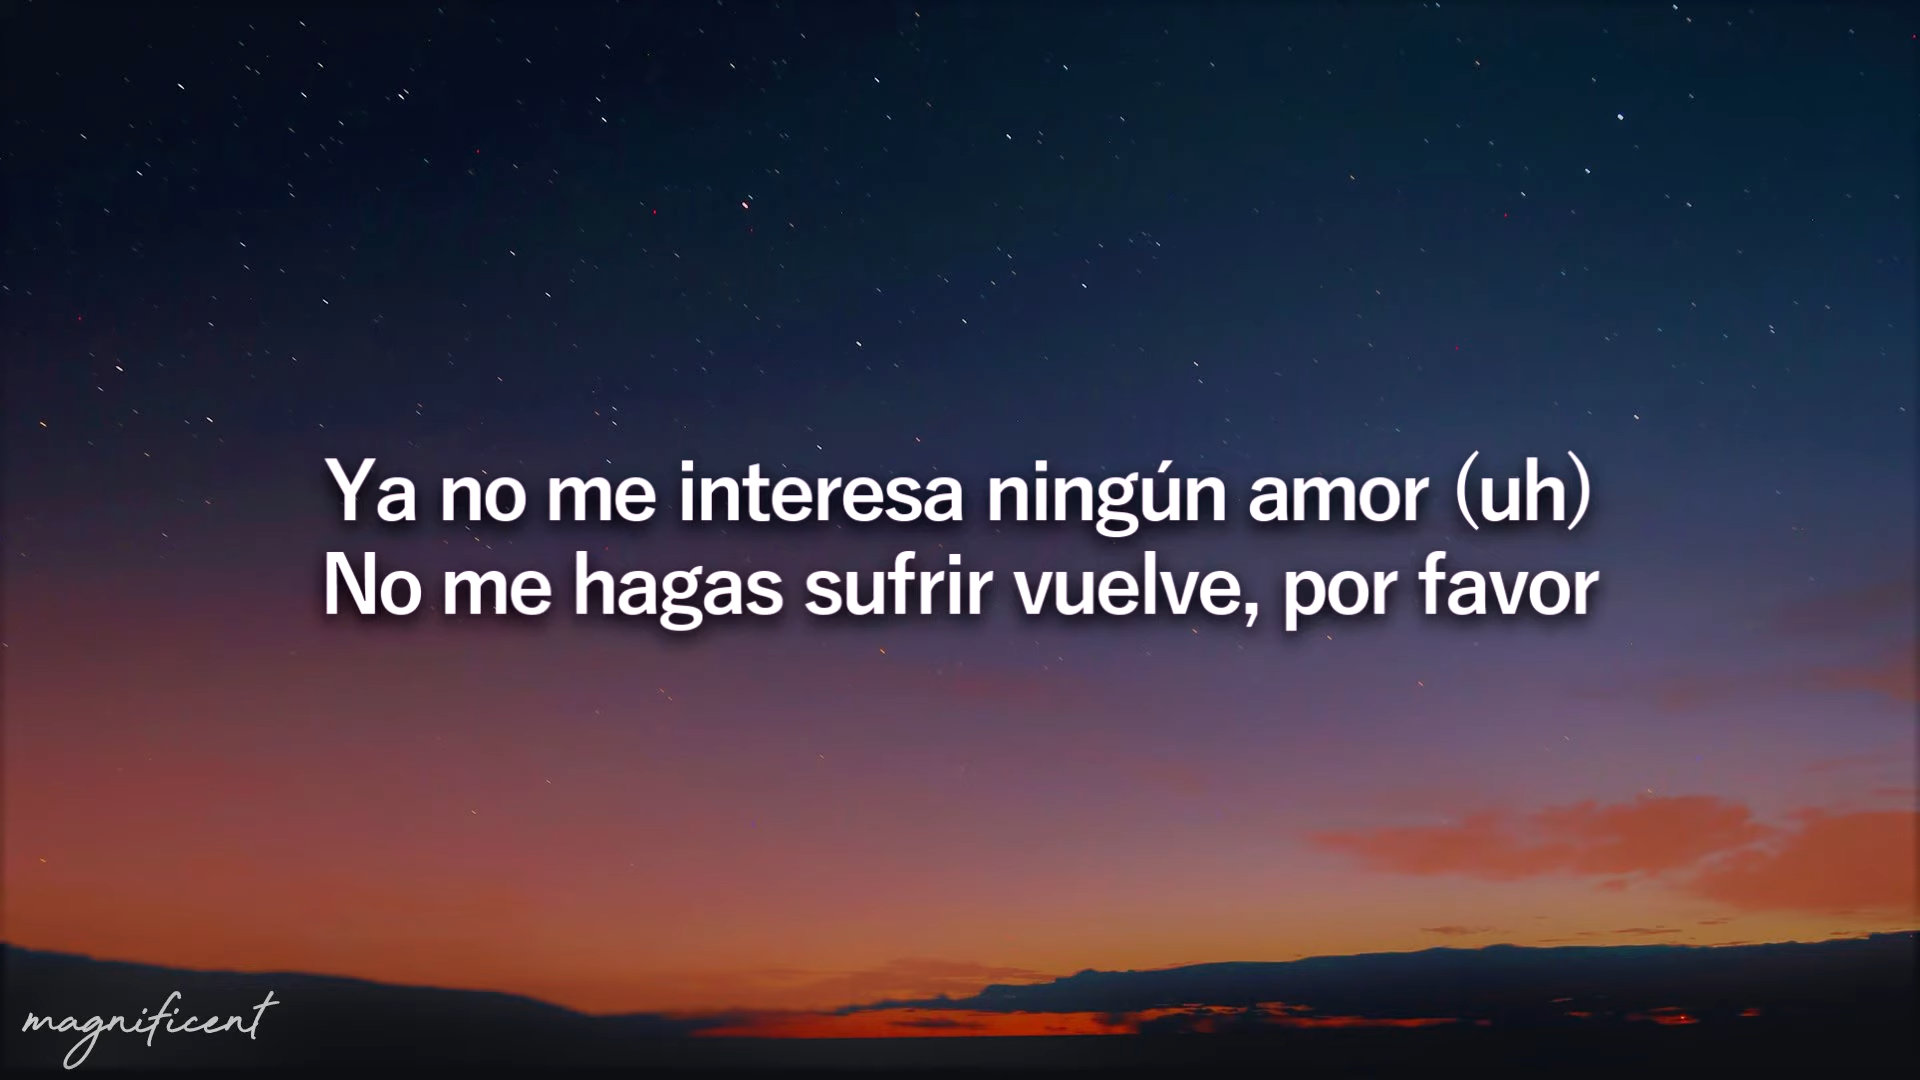 Ya no me interesa ningún amor (uh)
No me hagas sufrir vuelve, por favor
magnificent